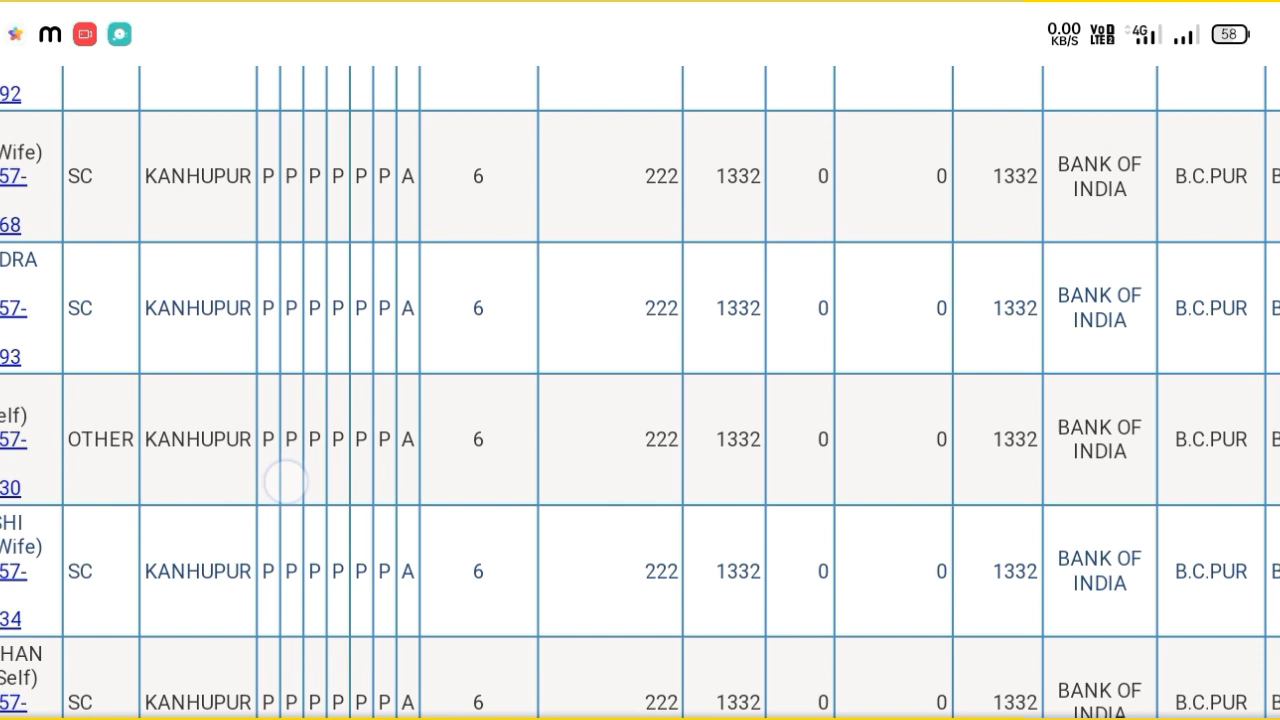 m 0.00 KB/S Vo LTE2 4G 58
92
Wife)
57- SC KANHUPUR P P P P P P A 6 222 1332 0 0 1332 BANK OF INDIA B.C.PUR B
68
DRA
57- SC KANHUPUR P P P P P P A 6 222 1332 0 0 1332 BANK OF INDIA B.C.PUR B
93
elf)
57- OTHER KANHUPUR P P P P P P A 6 222 1332 0 0 1332 BANK OF INDIA B.C.PUR B
30
SHI
Wife)
57- SC KANHUPUR P P P P P P A 6 222 1332 0 0 1332 BANK OF INDIA B.C.PUR B
34
HAN
Self)
57- SC KANHUPUR P P P P P P A 6 222 1332 0 0 1332 BANK OF INDIA B.C.PUR B